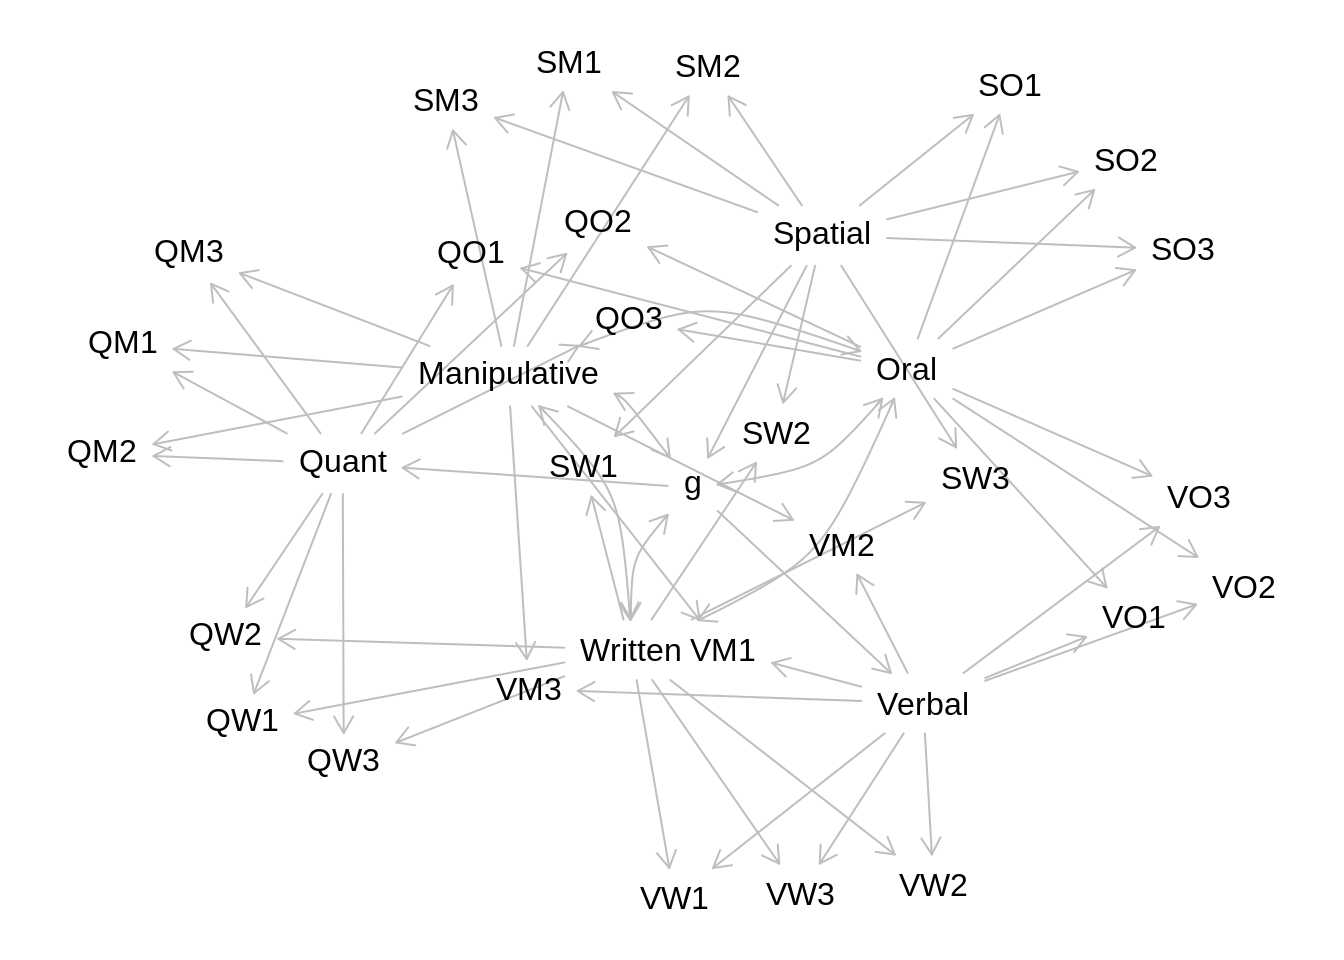 SM1
SM2
SM3
SO1
SO2
QO2
Spatial
QM3
QO1
SO3
QO3
QM1
Manipulative
Oral
SW2
QM2
Quant
SW1
g
SW3
VO3
VM2
VO2
VO1
QW2
Written VM1
VM3
Verbal
QW1
QW3
VW2
VW3
VW1